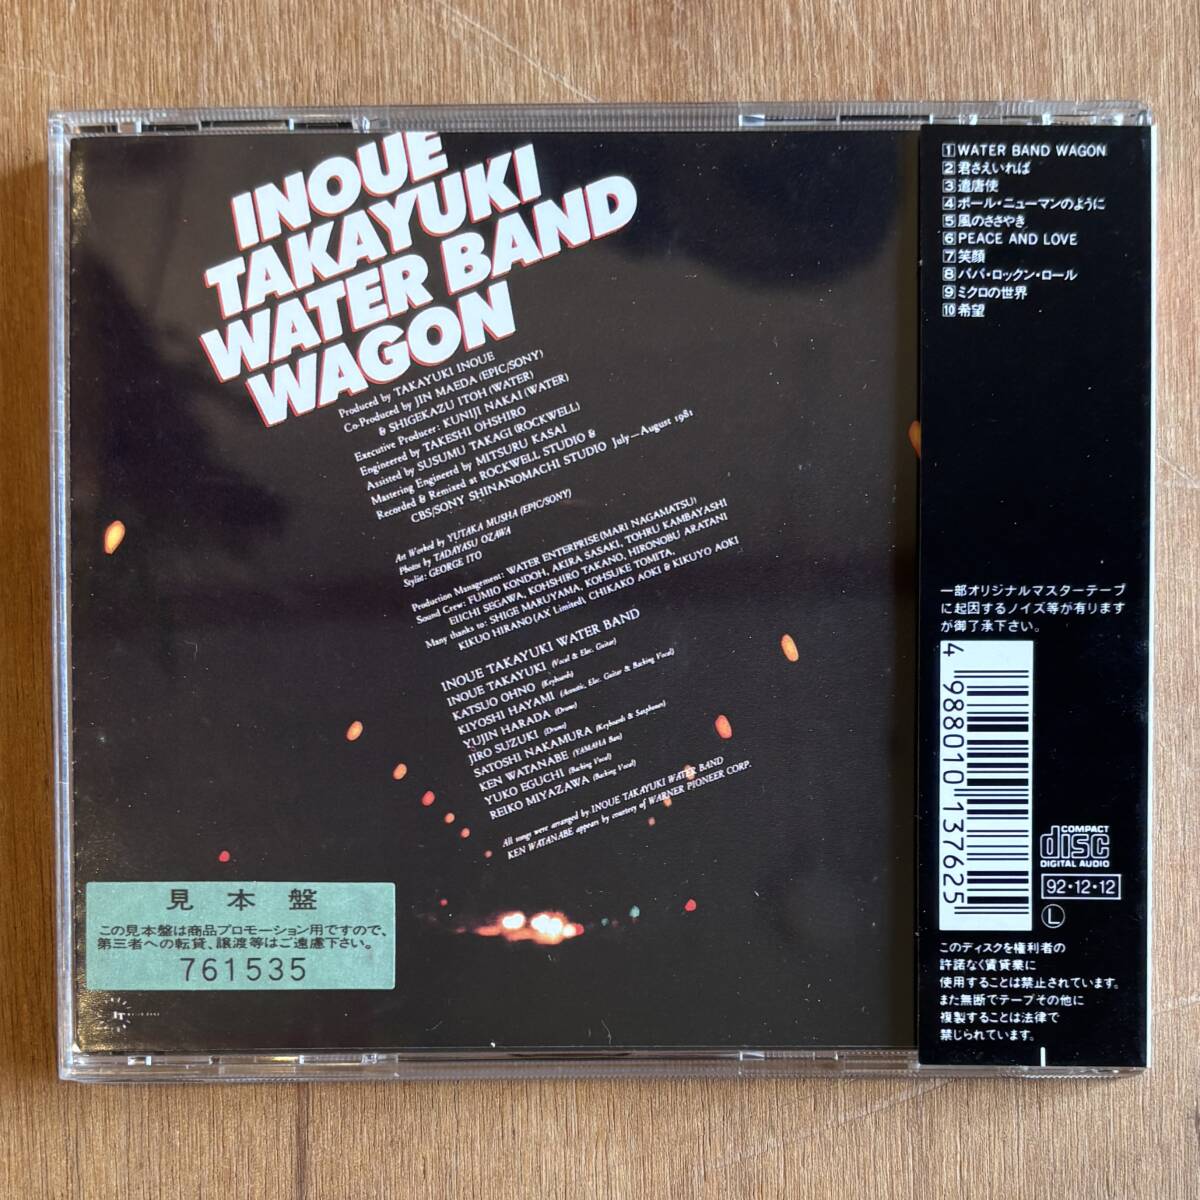 INOUE
TAKAYUKI
WATER BAND
WAGON
Produced by TAKAYUKI INOUE
Co-Produced by JIN MAEDA (EPIC/SONY)
& SHIGEKAZU ITOH (WATER)
Executive Producer: KUNIJI NAKAI (WATER)
Engineered by TAKESHI OHSHIRO
Assisted by SUSUMU TAKAGI (ROCKWELL)
Mastering Engineered by MITSURU KASAI
Recorded & Remixed at ROCKWELL STUDIO &
CBS/SONY SHINANOMACHI STUDIO July—August 1981
Art Worked by YUTAKA MUSHA (EPIC/SONY)
Photos by TADAYASU OZAWA
Stylist: GEORGE ITO
Production Management: WATER ENTERPRISE (MARI NAGAMATSU)
Sound Crew: FUMIO KONDOH, AKIRA SASAKI, TOHRU KAMBAYASHI
EIICHI SEGAWA, KOHSHIRO TAKANO, HIRONOBU ARATANI
Many thanks to: SHIGE MARUYAMA, KOHSUKE TOMITA,
KIKUO HIRANO (AX Limited), CHIKAKO AOKI & KIKUYO AOKI
INOUE TAKAYUKI WATER BAND
INOUE TAKAYUKI (Vocal & Elec. Guitar)
KATSUO OHNO (Keyboards)
KIYOSHI HAYAMI (Acoustic, Elec. Guitar & Backing Vocal)
YUJIN HARADA (Drums)
JIRO SUZUKI (Drums)
SATOSHI NAKAMURA (Keyboards & Saxphones)
KEN WATANABE (YAMAHA Bass)
YUKO EGUCHI (Backing Vocal)
REIKO MIYAZAWA (Backing Vocal)
All songs were arranged by INOUE TAKAYUKI WATER BAND
KEN WATANABE appears by courtesy of WARNER PIONEER CORP.
見本盤
この見本盤は商品プロモーション用ですので、
第三者への転貸、譲渡等はご遠慮下さい。
761535
1 WATER BAND WAGON
2 君さえいれば
3 遣唐使
4 ポール・ニューマンのように
5 風のささやき
6 PEACE AND LOVE
7 笑顔
8 パパ・ロックン・ロール
9 ミクロの世界
10 希望
一部オリジナルマスターテープ
に起因するノイズ等が有ります
が御了承下さい。
4 988010 137625
COMPACT
disc
DIGITAL AUDIO
92・12・12
L
このディスクを権利者の
許諾なく賃貸業に
使用することは禁止されています。
また無断でテープその他に
複製することは法律で
禁じられています。